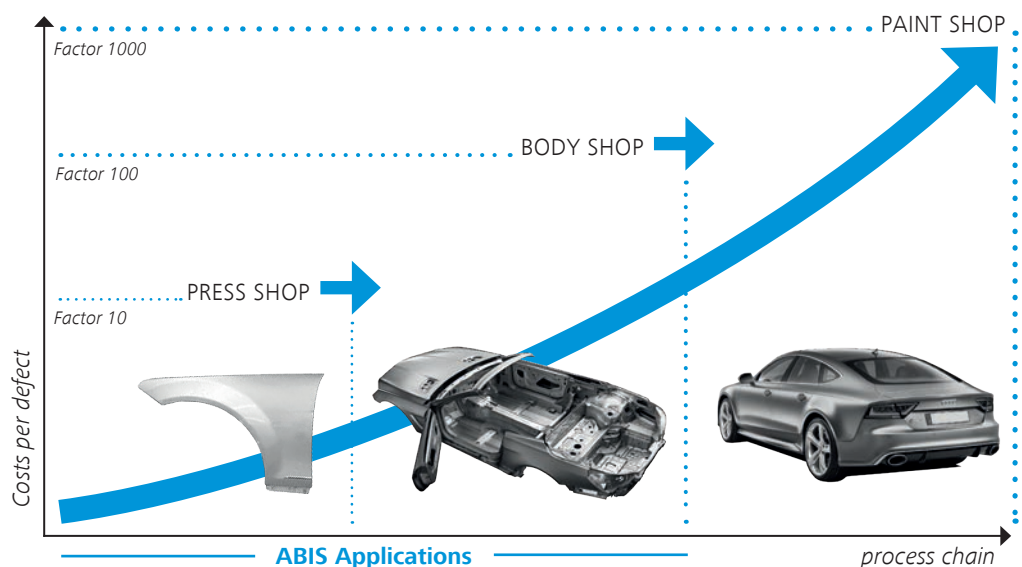 PAINT SHOP
Factor 1000
BODY SHOP
Factor 100
PRESS SHOP
Factor 10
Costs per defect
ABIS Applications
process chain